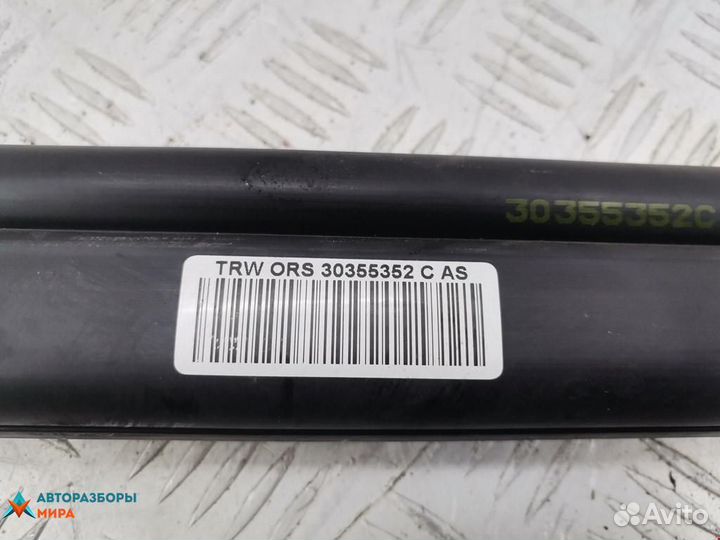 30355352C
TRW ORS 30355352 C AS
АВТОРАЗБОРЫ
МИРА
Avito